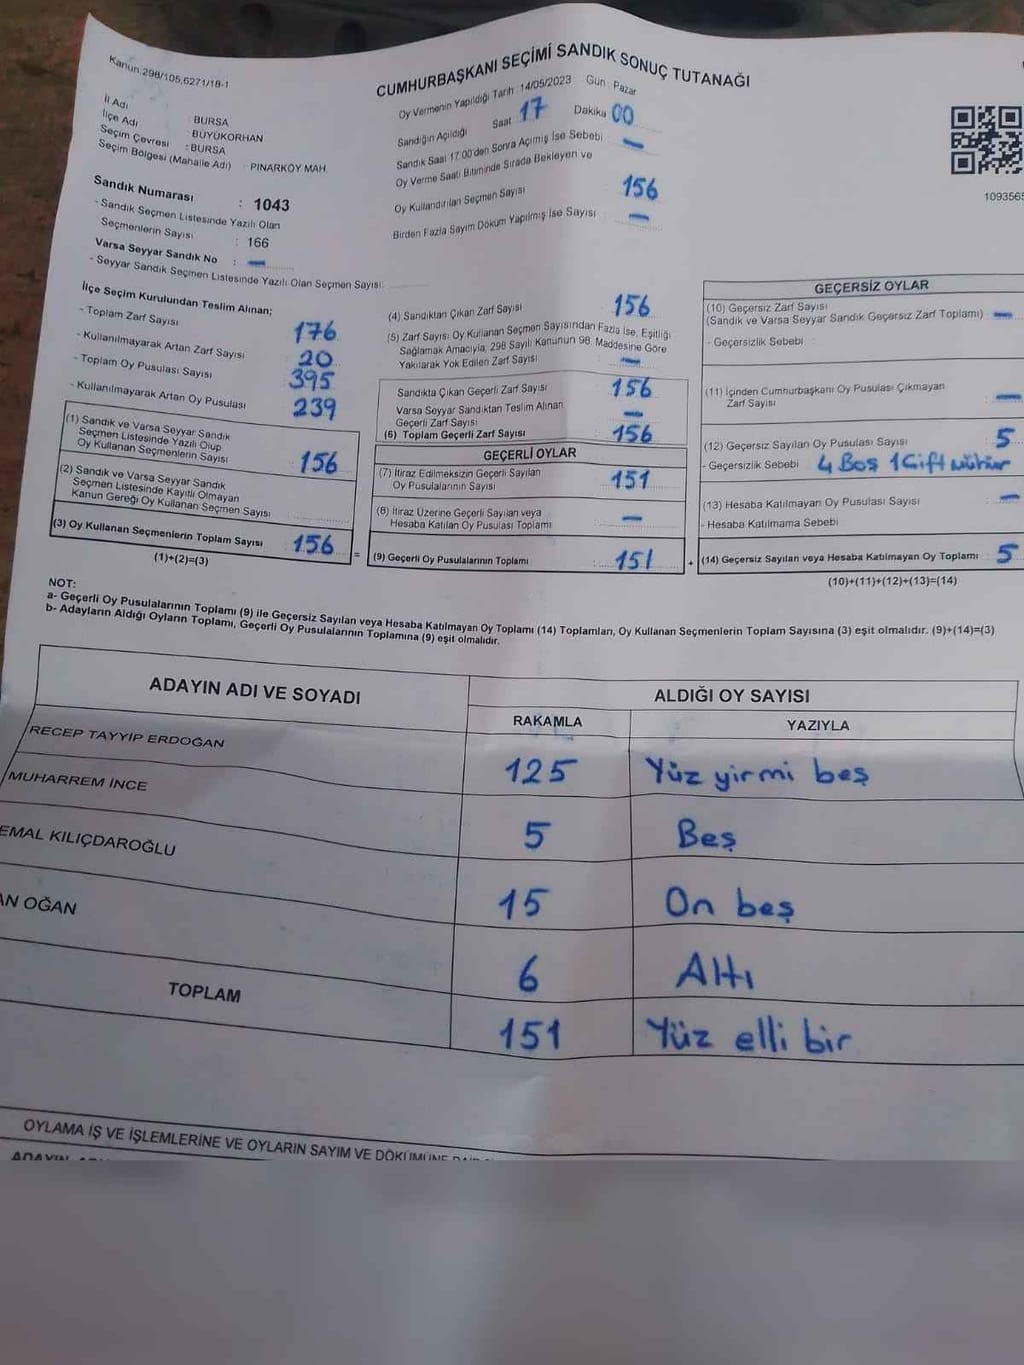 Kanun.298/105,6271/18-1
CUMHURBAŞKANI SEÇİMİ SANDIK SONUÇ TUTANAĞI
Oy Vermenin Yapıldığı Tarih: 14/05/2023 Gün: Pazar
İl Adı : BURSA
İlçe Adı : BÜYÜKORHAN
Seçim Çevresi : BURSA
Seçim Bölgesi (Mahalle Adı) : PINARKÖY MAH.
Sandık Numarası : 1043
- Sandık Seçmen Listesinde Yazılı Olan
Seçmenlerin Sayısı : 166
Varsa Seyyar Sandık No : -
- Seyyar Sandık Seçmen Listesinde Yazılı Olan Seçmen Sayısı:
Sandığın Açıldığı Saat 17 Dakika 00
Sandık Saat 17.00'den Sonra Açımış İse Sebebi -
Oy Verme Saati Bitiminde Sırada Bekleyen ve
Oy Kullandırılan Seçmen Sayısı 156
Birden Fazla Sayım Döküm Yapılmış İse Sayısı -
1093565
İlçe Seçim Kurulundan Teslim Alınan;
- Toplam Zarf Sayısı 176
- Kullanılmayarak Artan Zarf Sayısı 20
- Toplam Oy Pusulası Sayısı 395
- Kullanılmayarak Artan Oy Pusulası 239
(1) Sandık ve Varsa Seyyar Sandık
Seçmen Listesinde Yazılı Olup
Oy Kullanan Seçmenlerin Sayısı 156
(2) Sandık ve Varsa Seyyar Sandık
Seçmen Listesinde Kayıtlı Olmayan
Kanun Gereği Oy Kullanan Seçmen Sayısı
(3) Oy Kullanan Seçmenlerin Toplam Sayısı 156
(1)+(2)=(3)
(4) Sandıktan Çıkan Zarf Sayısı 156
(5) Zarf Sayısı Oy Kullanan Seçmen Sayısından Fazla İse, Eşitliği
Sağlamak Amacıyla, 298 Sayılı Kanunun 98. Maddesine Göre
Yakılarak Yok Edilen Zarf Sayısı -
Sandıkta Çıkan Geçerli Zarf Sayısı 156
Varsa Seyyar Sandıktan Teslim Alınan
Geçerli Zarf Sayısı -
(6) Toplam Geçerli Zarf Sayısı 156
GEÇERLİ OYLAR
(7) İtiraz Edilmeksizin Geçerli Sayılan
Oy Pusulalarının Sayısı 151
(8) İtiraz Üzerine Geçerli Sayılan veya
Hesaba Katılan Oy Pusulası Toplamı -
= (9) Geçerli Oy Pusulalarının Toplamı : 151
GEÇERSİZ OYLAR
(10) Geçersiz Zarf Sayısı
(Sandık ve Varsa Seyyar Sandık Geçersiz Zarf Toplamı) -
- Geçersizlik Sebebi :
(11) İçinden Cumhurbaşkanı Oy Pusulası Çıkmayan
Zarf Sayısı -
(12) Geçersiz Sayılan Oy Pusulası Sayısı 5
- Geçersizlik Sebebi 4 Boş 1 Çift Mühür
(13) Hesaba Katılmayan Oy Pusulası Sayısı -
- Hesaba Katılmama Sebebi
+ (14) Geçersiz Sayılan veya Hesaba Katılmayan Oy Toplamı : 5
(10)+(11)+(12)+(13)=(14)
NOT:
a- Geçerli Oy Pusulalarının Toplamı (9) ile Geçersiz Sayılan veya Hesaba Katılmayan Oy Toplamı (14) Toplamları, Oy Kullanan Seçmenlerin Toplam Sayısına (3) eşit olmalıdır. (9)+(14)=(3)
b- Adayların Aldığı Oyların Toplamı, Geçerli Oy Pusulalarının Toplamına (9) eşit olmalıdır.
ADAYIN ADI VE SOYADI
ALDIĞI OY SAYISI
RAKAMLA YAZIYLA
RECEP TAYYİP ERDOĞAN 125 Yüz yirmi beş
MUHARREM İNCE 5 Beş
EMAL KILIÇDAROĞLU 15 On beş
AN OĞAN 6 Altı
TOPLAM 151 Yüz elli bir
OYLAMA İŞ VE İŞLEMLERİNE VE OYLARIN SAYIM VE DÖKÜMÜNE